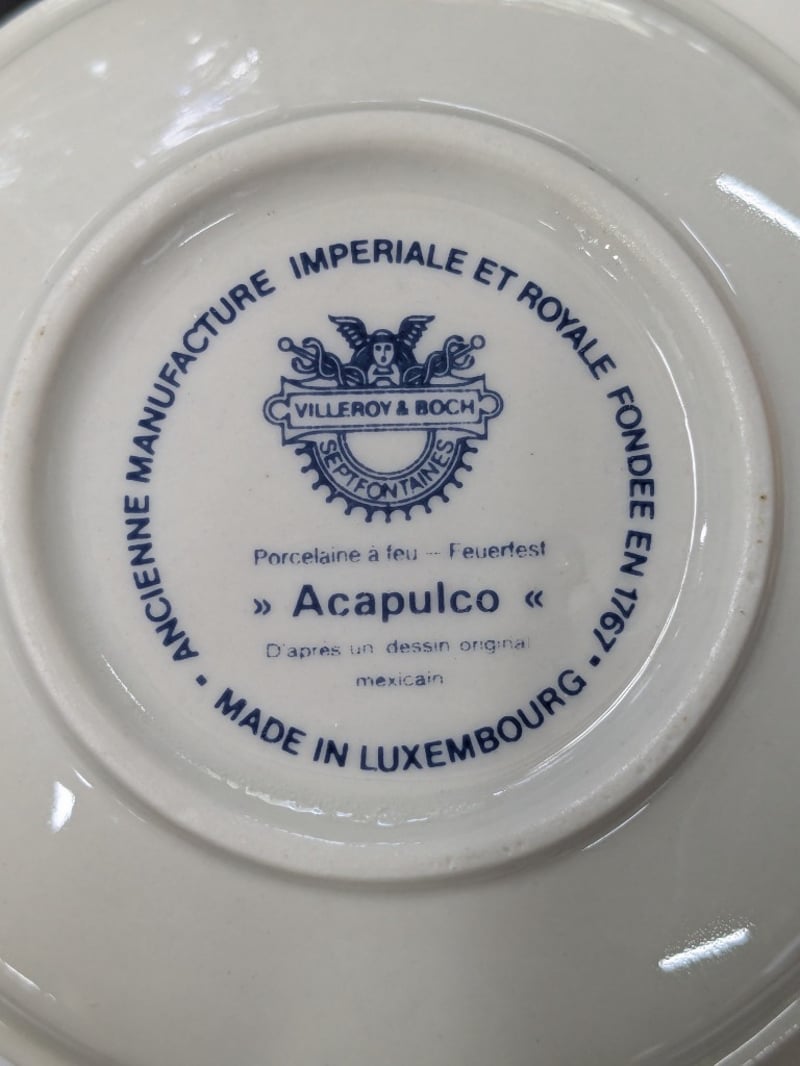 ANCIENNE MANUFACTURE IMPERIALE ET ROYALE FONDEE EN 1767 •
MADE IN LUXEMBOURG •
VILLEROY & BOCH
SEPTFONTAINES
Porcelaine à feu - Feuerfest
» Acapulco «
D'après un dessin original
mexicain